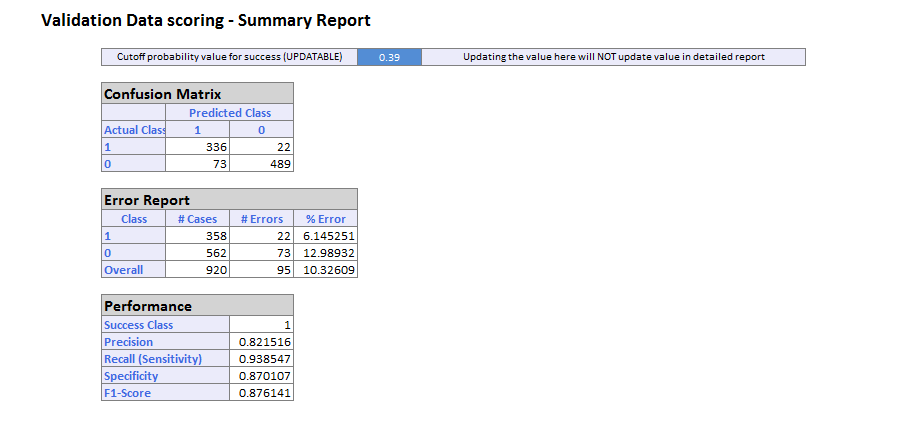 Validation Data scoring - Summary Report
Cutoff probability value for success (UPDATABLE) 0.39 Updating the value here will NOT update value in detailed report
Confusion Matrix
Predicted Class
Actual Class 1 0
1 336 22
0 73 489
Error Report
Class # Cases # Errors % Error
1 358 22 6.145251
0 562 73 12.98932
Overall 920 95 10.32609
Performance
Success Class 1
Precision 0.821516
Recall (Sensitivity) 0.938547
Specificity 0.870107
F1-Score 0.876141